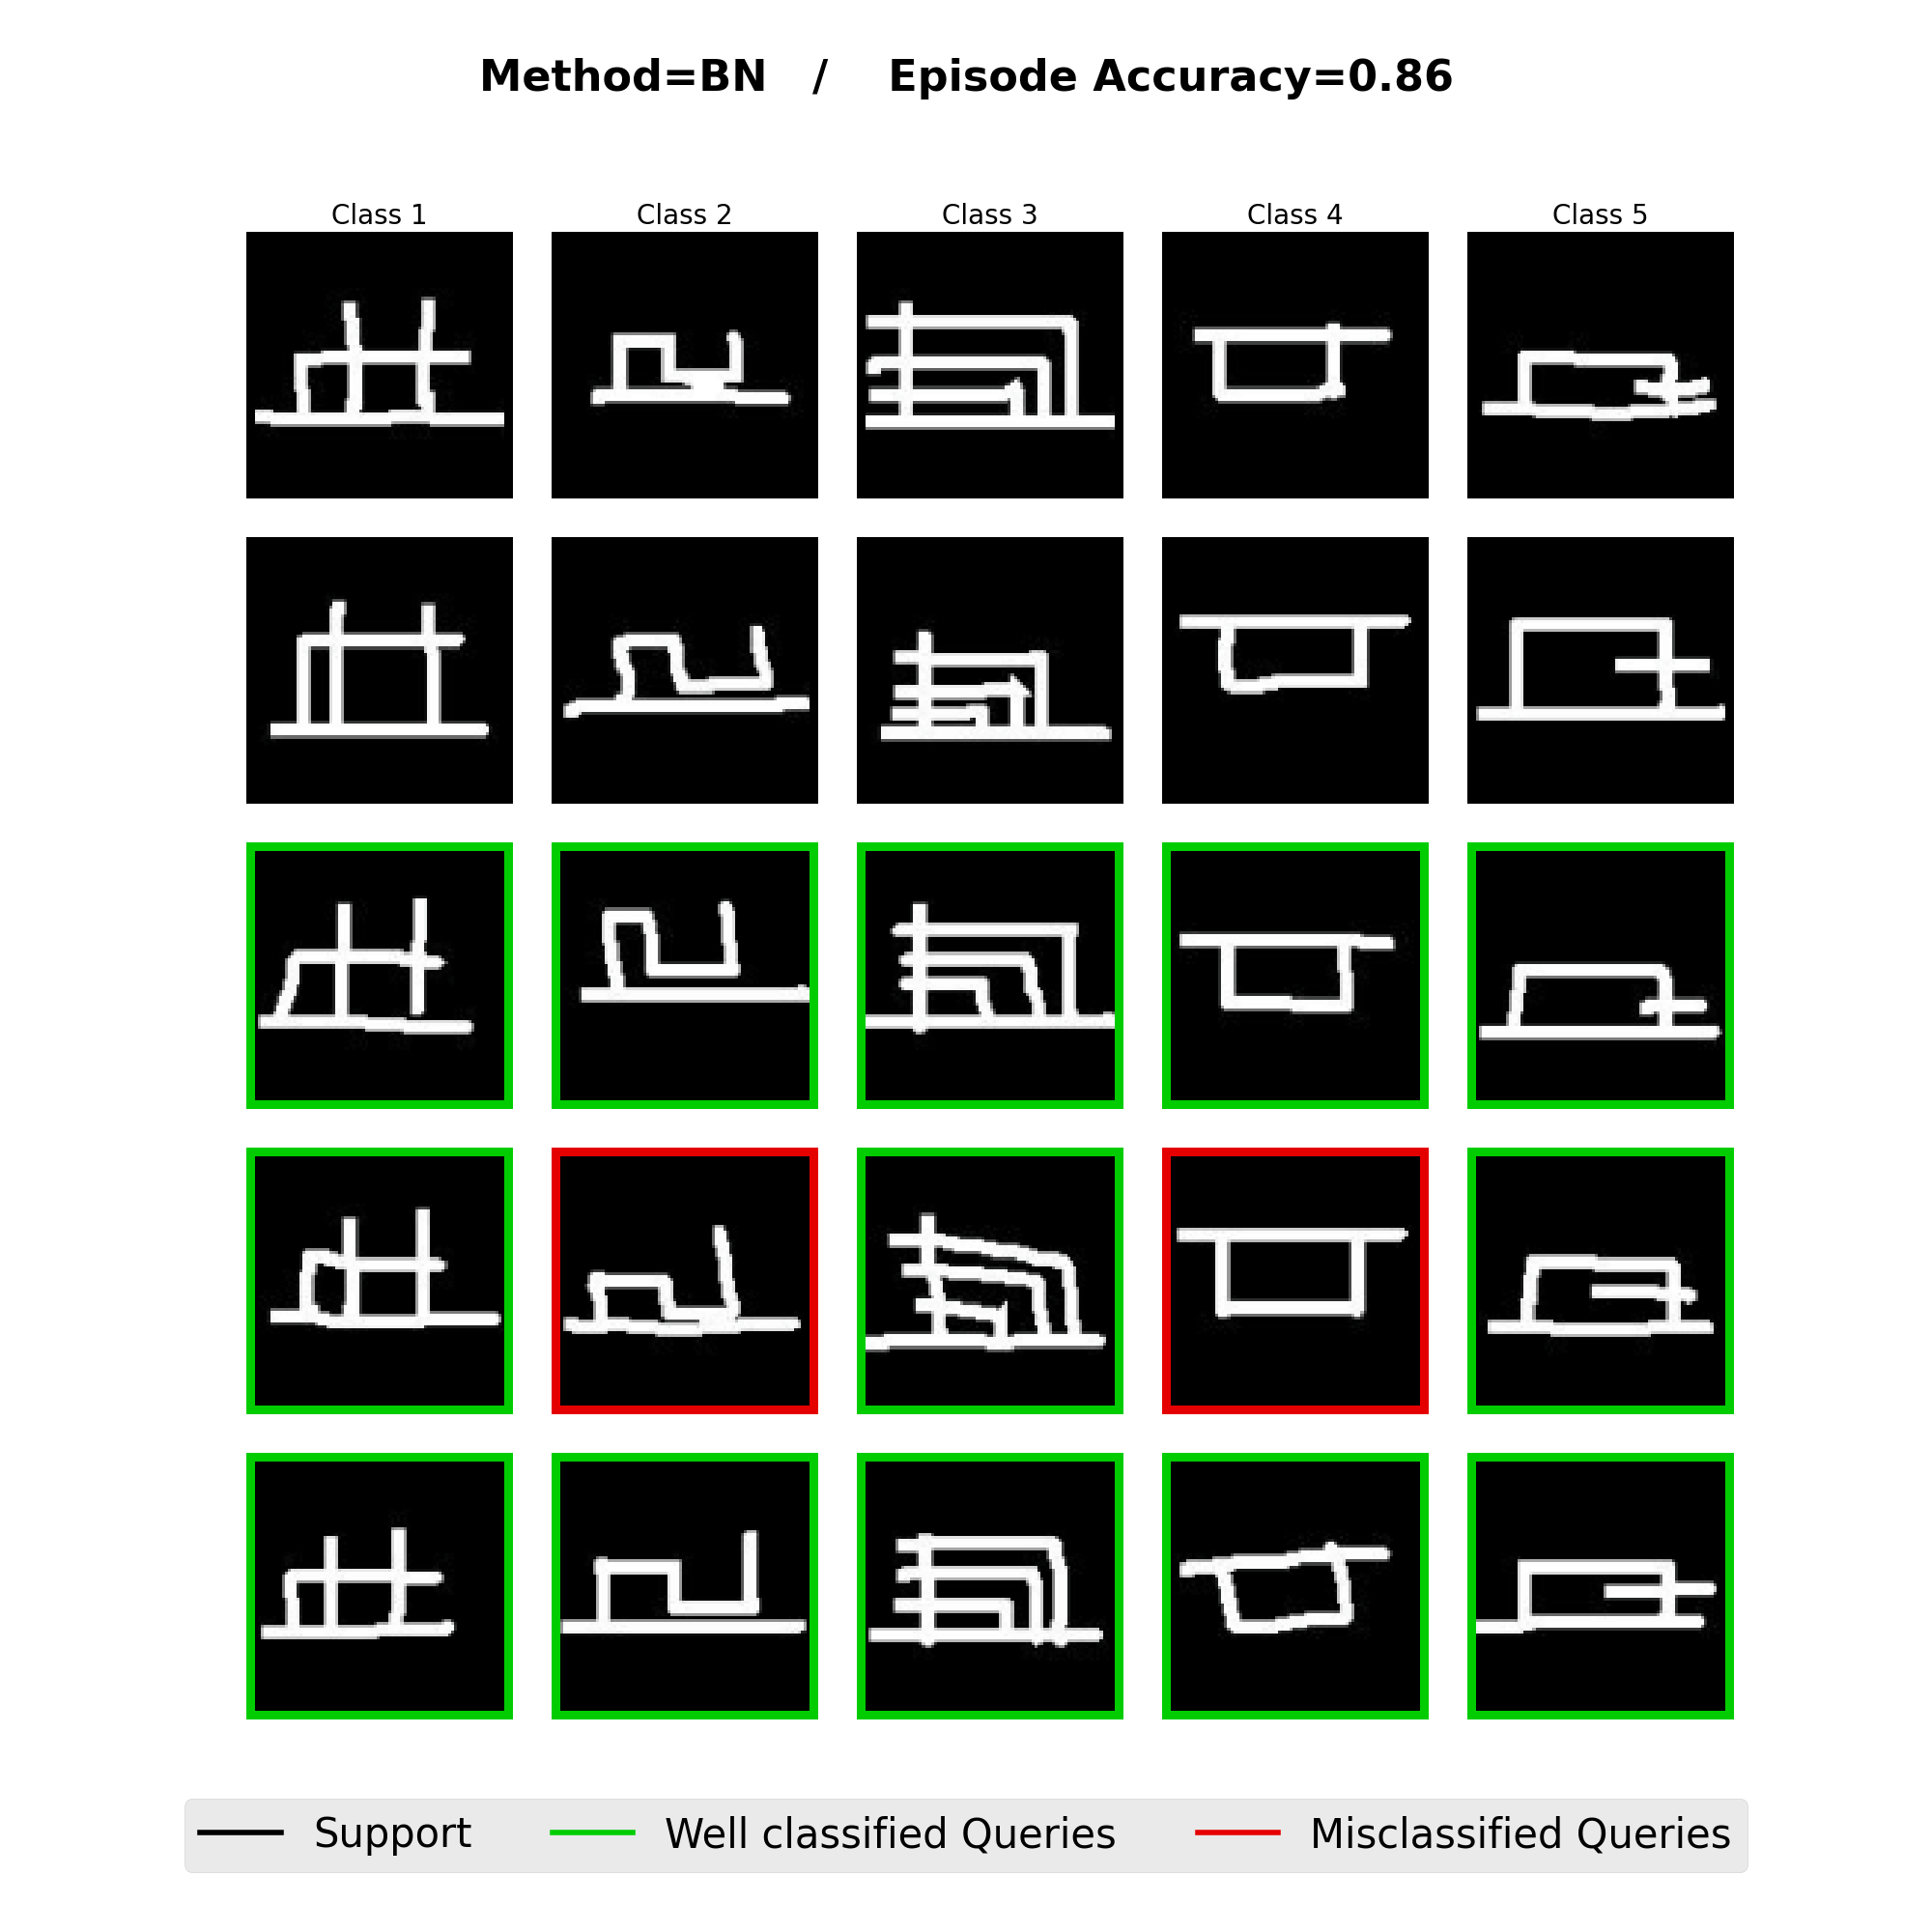 Method=BN / Episode Accuracy=0.86
Class 1 Class 2 Class 3 Class 4 Class 5
Support Well classified Queries Misclassified Queries